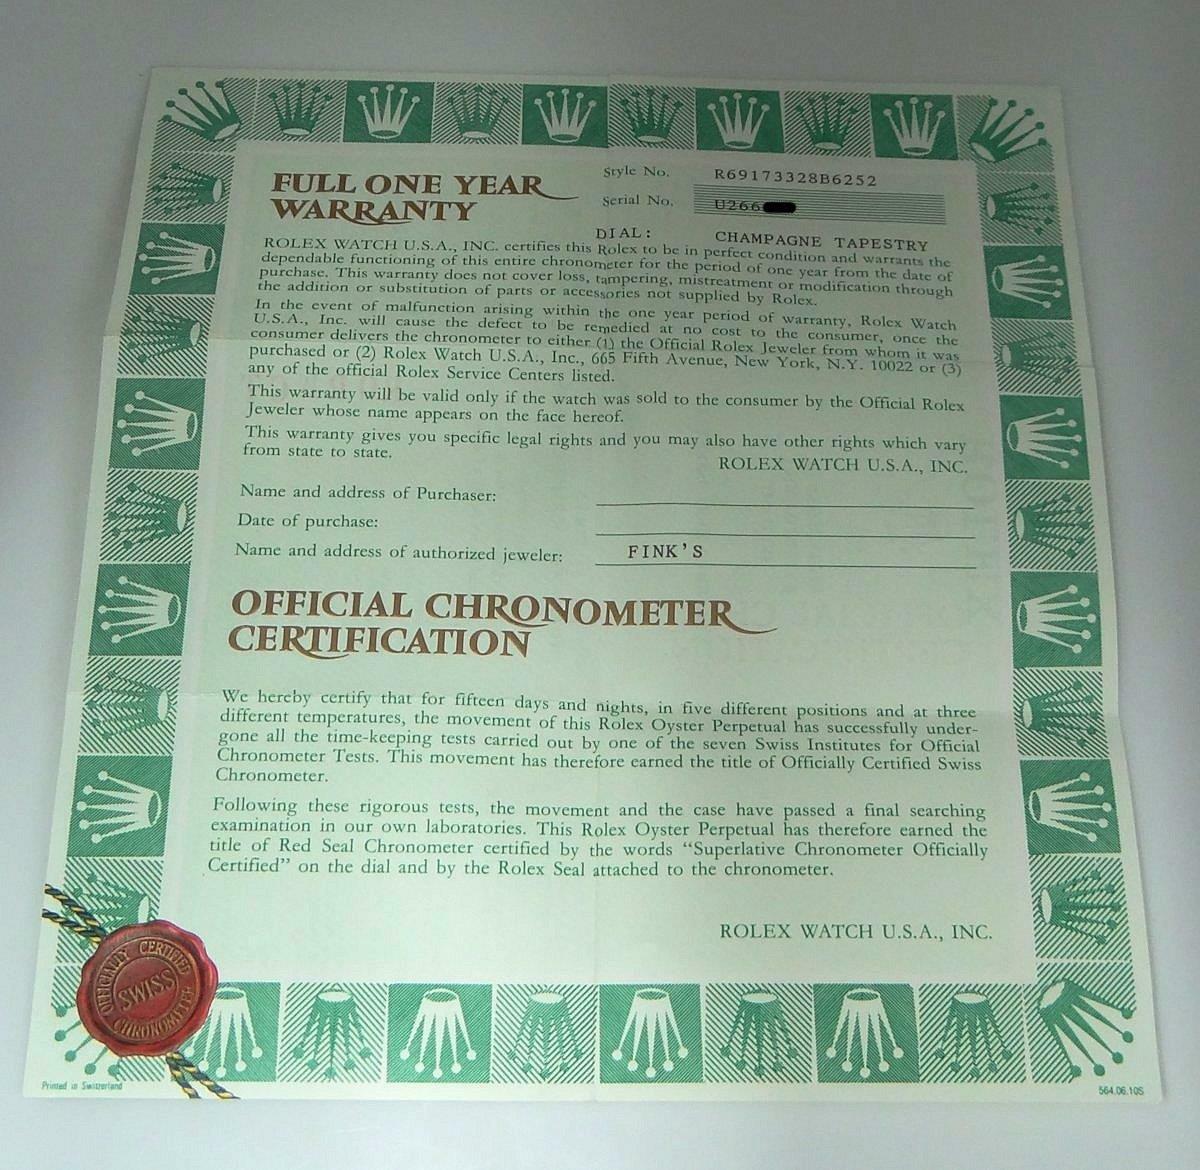 FULL ONE YEAR
WARRANTY
Style No. R69173328B6252
Serial No. U266
DIAL: CHAMPAGNE TAPESTRY
ROLEX WATCH U.S.A., INC. certifies this Rolex to be in perfect condition and warrants the
dependable functioning of this entire chronometer for the period of one year from the date of
purchase. This warranty does not cover loss, tampering, mistreatment or modification through
the addition or substitution of parts or accessories not supplied by Rolex.
In the event of malfunction arising within the one year period of warranty, Rolex Watch
U.S.A., Inc. will cause the defect to be remedied at no cost to the consumer, once the
consumer delivers the chronometer to either (1) the Official Rolex Jeweler from whom it was
purchased or (2) Rolex Watch U.S.A., Inc., 665 Fifth Avenue, New York, N.Y. 10022 or (3)
any of the official Rolex Service Centers listed.
This warranty will be valid only if the watch was sold to the consumer by the Official Rolex
Jeweler whose name appears on the face hereof.
This warranty gives you specific legal rights and you may also have other rights which vary
from state to state.
ROLEX WATCH U.S.A., INC.
Name and address of Purchaser:
Date of purchase:
Name and address of authorized jeweler: FINK'S
OFFICIAL CHRONOMETER
CERTIFICATION
We hereby certify that for fifteen days and nights, in five different positions and at three
different temperatures, the movement of this Rolex Oyster Perpetual has successfully under-
gone all the time-keeping tests carried out by one of the seven Swiss Institutes for Official
Chronometer Tests. This movement has therefore earned the title of Officially Certified Swiss
Chronometer.
Following these rigorous tests, the movement and the case have passed a final searching
examination in our own laboratories. This Rolex Oyster Perpetual has therefore earned the
title of Red Seal Chronometer certified by the words “Superlative Chronometer Officially
Certified” on the dial and by the Rolex Seal attached to the chronometer.
ROLEX WATCH U.S.A., INC.
OFFICIALLY CERTIFIED
SWISS
CHRONOMETER
Printed in Switzerland
564.06.10S